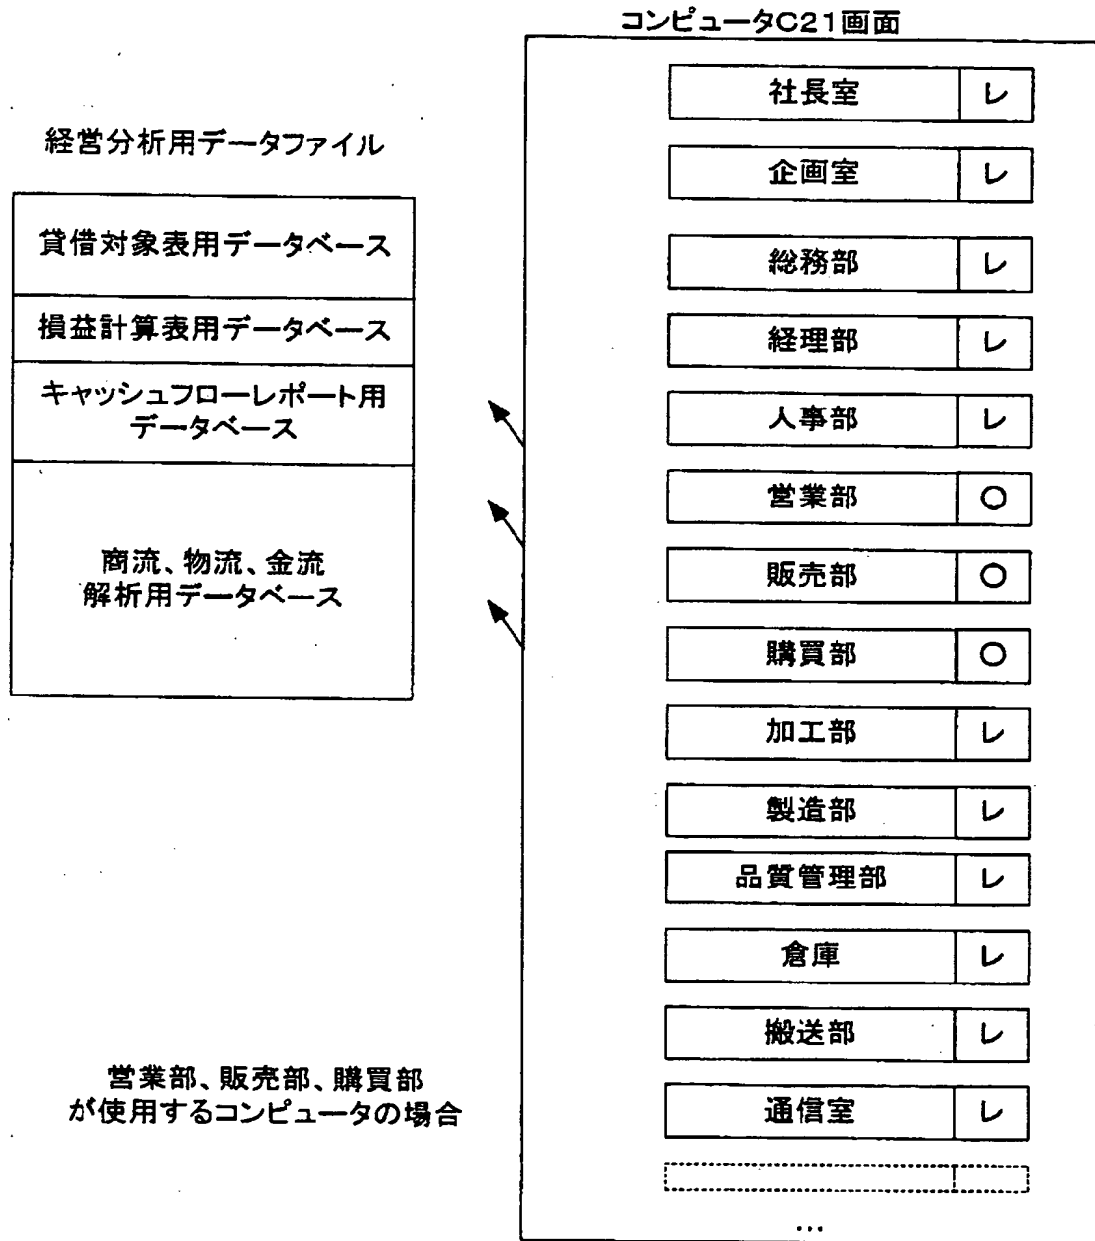 コンピュータC21画面
経営分析用データファイル
貸借対象表用データベース
損益計算表用データベース
キャッシュフローレポート用
データベース
商流、物流、金流
解析用データベース
営業部、販売部、購買部
が使用するコンピュータの場合
社長室 レ
企画室 レ
総務部 レ
経理部 レ
人事部 レ
営業部 ○
販売部 ○
購買部 ○
加工部 レ
製造部 レ
品質管理部 レ
倉庫 レ
搬送部 レ
通信室 レ
…